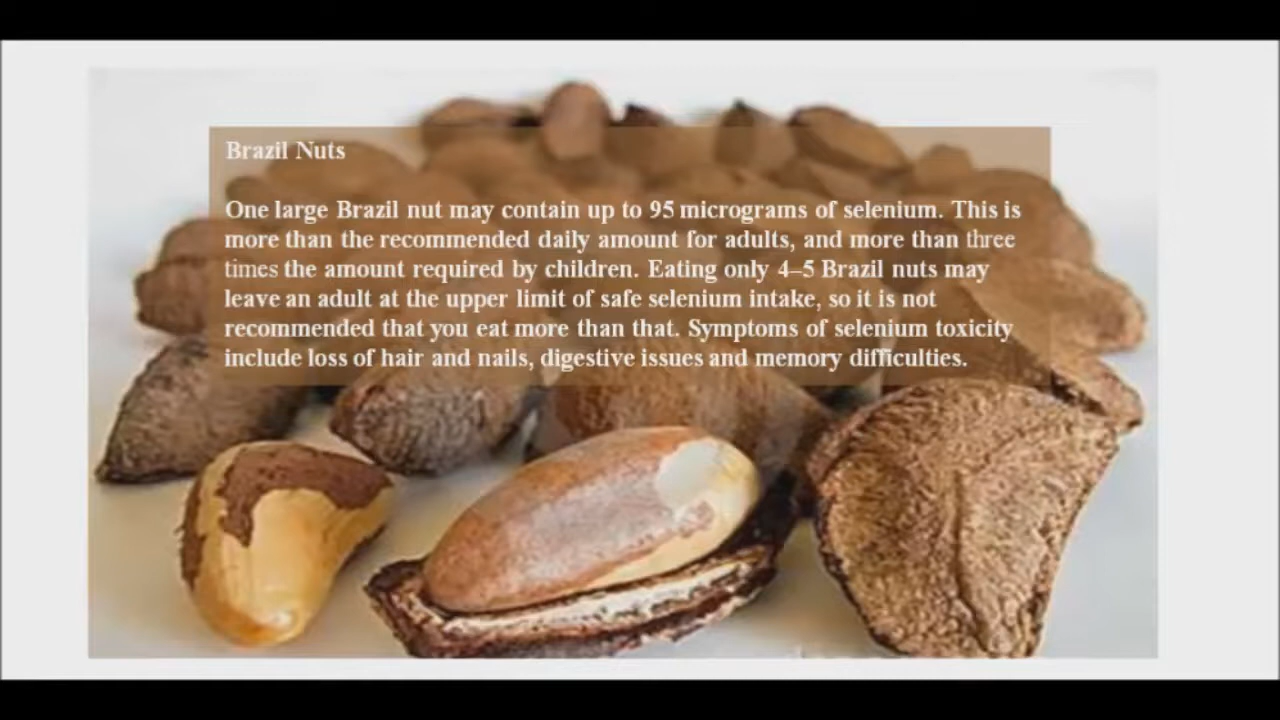 Brazil Nuts
One large Brazil nut may contain up to 95 micrograms of selenium. This is
more than the recommended daily amount for adults, and more than three
times the amount required by children. Eating only 4–5 Brazil nuts may
leave an adult at the upper limit of safe selenium intake, so it is not
recommended that you eat more than that. Symptoms of selenium toxicity
include loss of hair and nails, digestive issues and memory difficulties.